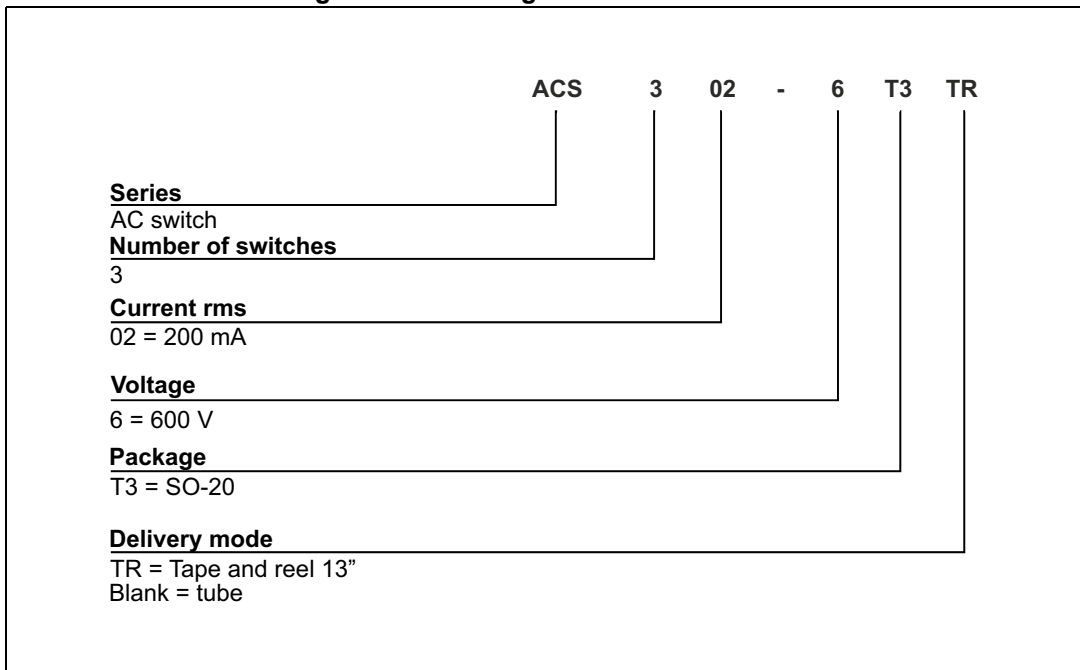 ACS 3 02 - 6 T3 TR
Series
AC switch
Number of switches
3
Current rms
02 = 200 mA
Voltage
6 = 600 V
Package
T3 = SO-20
Delivery mode
TR = Tape and reel 13”
Blank = tube